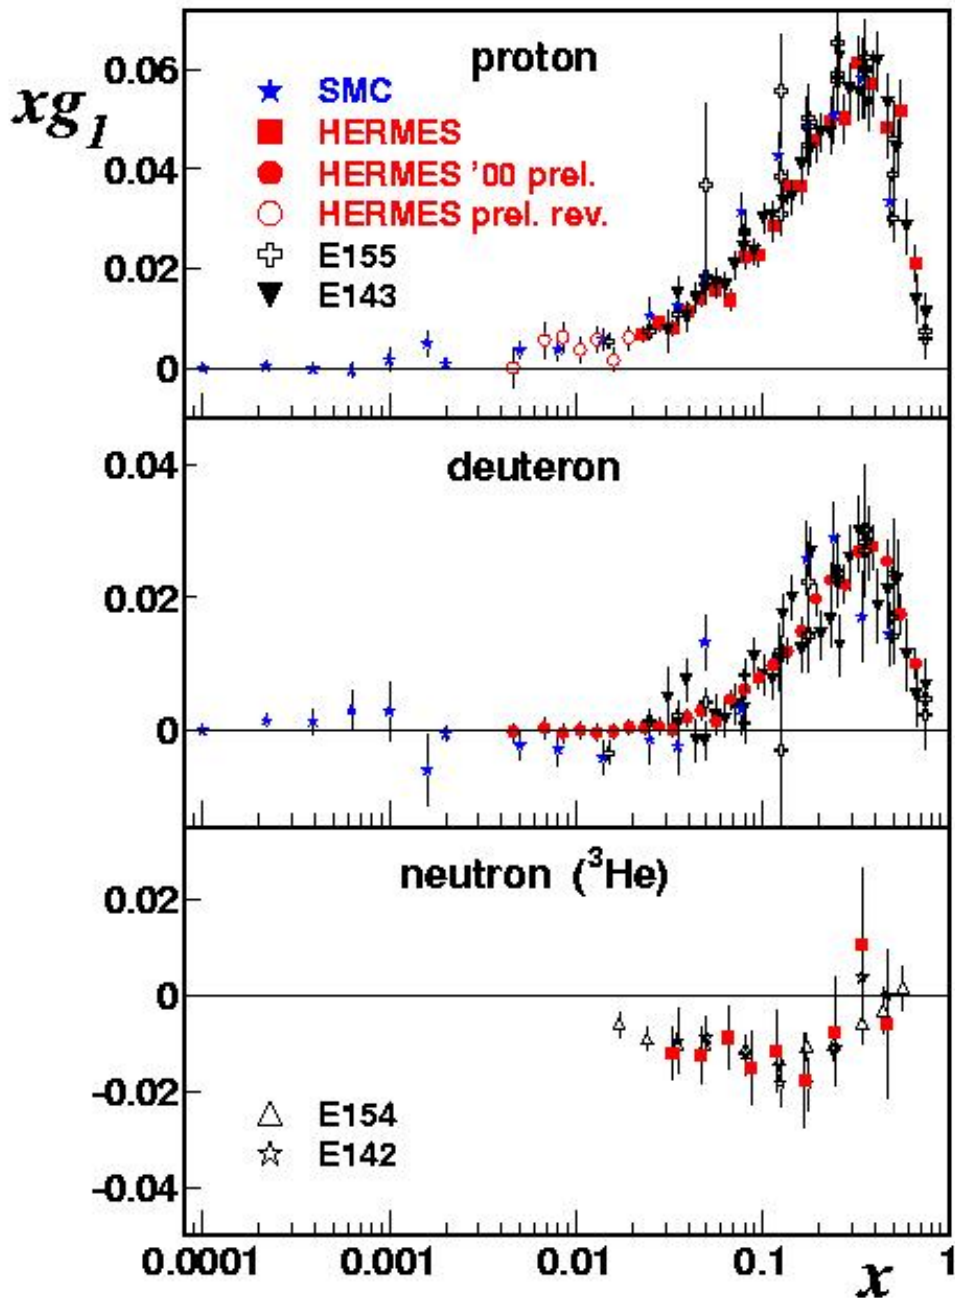 proton
xg1
0.06
0.04
0.02
0
SMC
HERMES
HERMES '00 prel.
HERMES prel. rev.
E155
E143
deuteron
0.04
0.02
0
neutron (³He)
0.02
0
-0.02
-0.04
E154
E142
0.0001 0.001 0.01 0.1 1
x